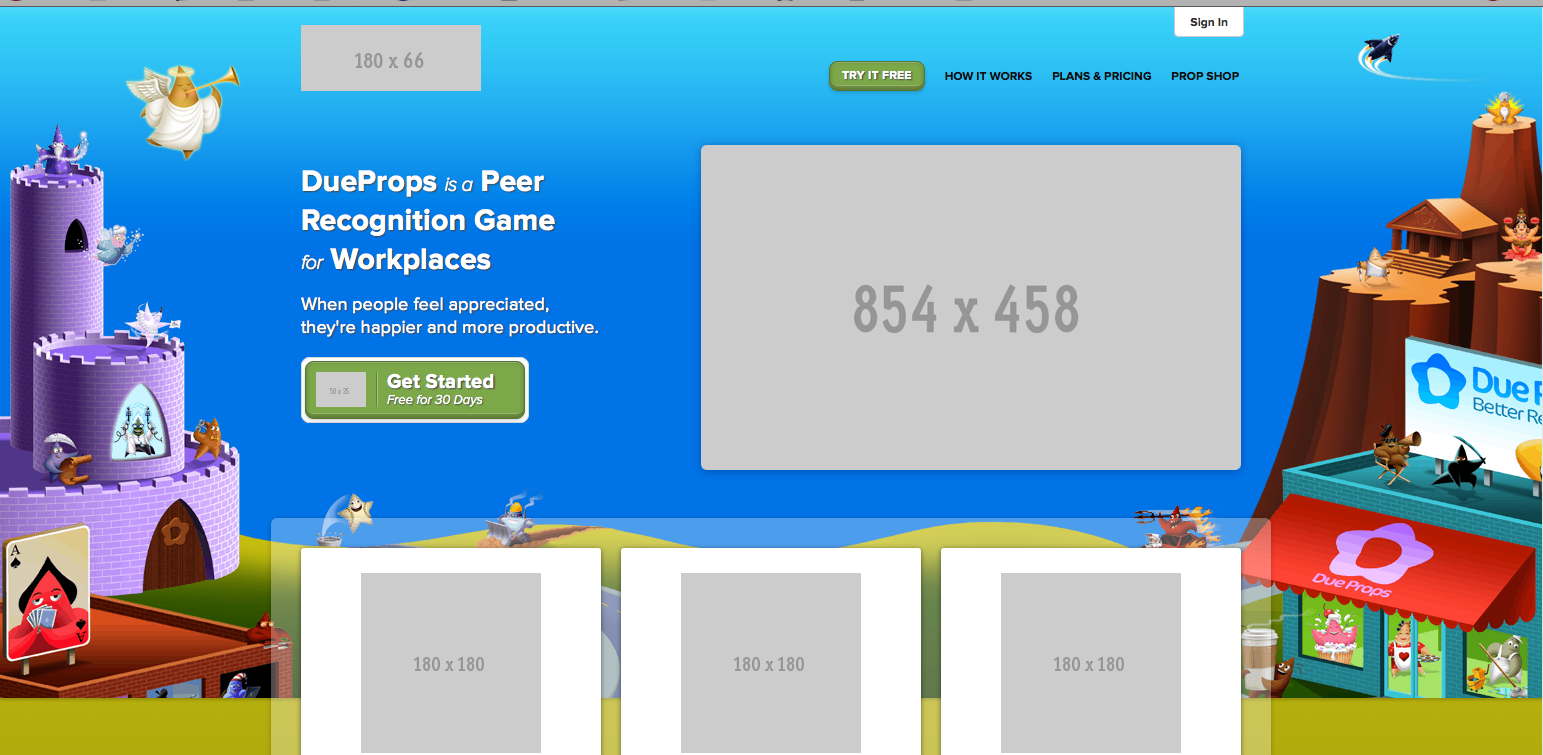 Sign In
180 x 66
TRY IT FREE
HOW IT WORKS
PLANS & PRICING
PROP SHOP
DueProps is a Peer
Recognition Game
for Workplaces
When people feel appreciated,
they're happier and more productive.
50 x 35
Get Started
Free for 30 Days
854 x 458
Due P
Better Re
A
A
Due Props
180 x 180
180 x 180
180 x 180